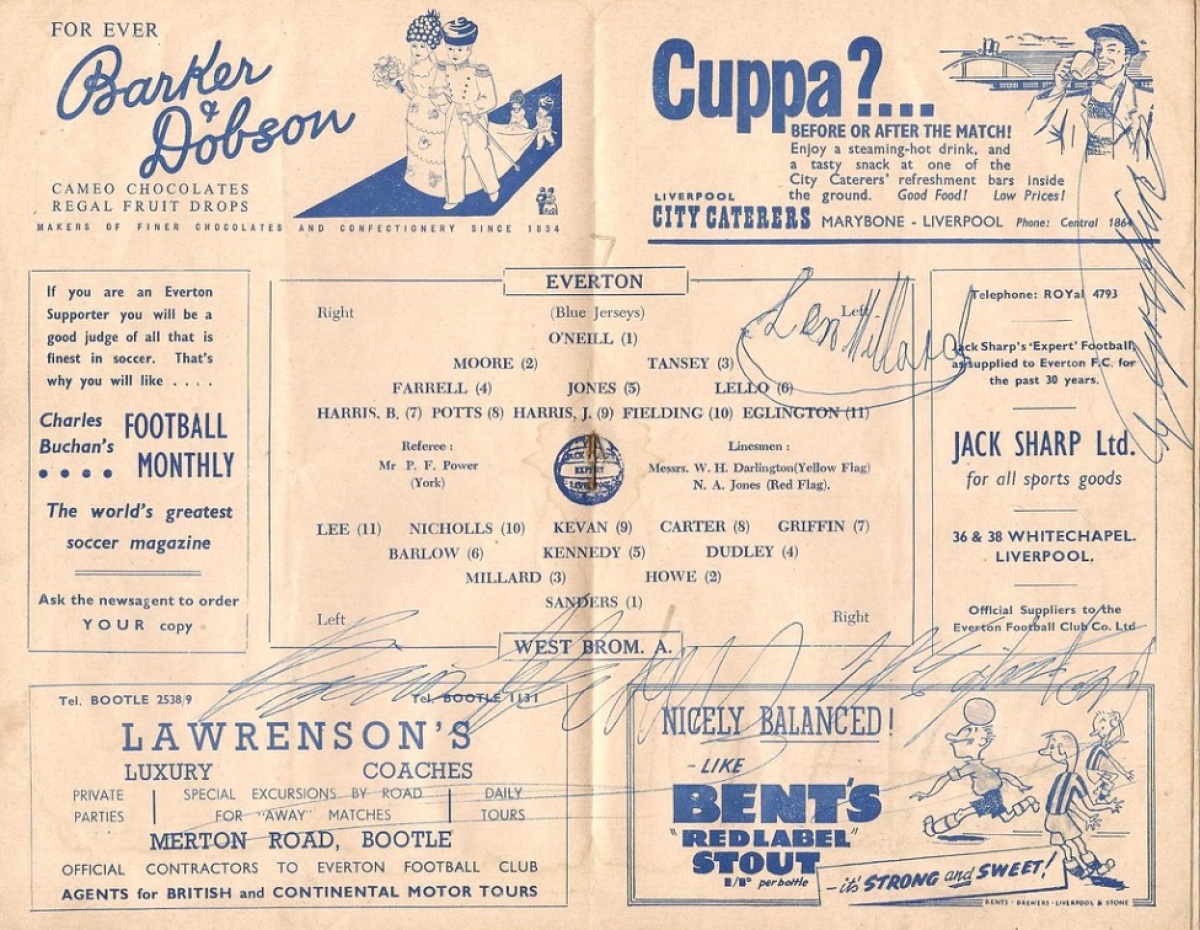 FOR EVER
Barker
&
Dobson
CAMEO CHOCOLATES
REGAL FRUIT DROPS
MAKERS OF FINER CHOCOLATES AND CONFECTIONERY SINCE 1834
Cuppa?...
BEFORE OR AFTER THE MATCH!
Enjoy a steaming-hot drink, and
a tasty snack at one of the
City Caterers' refreshment bars inside
the ground. Good Food! Low Prices!
LIVERPOOL
CITY CATERERS MARYBONE - LIVERPOOL Phone: Central 1864
If you are an Everton
Supporter you will be a
good judge of all that is
finest in soccer. That's
why you will like . . . .
Charles
Buchan's
FOOTBALL
MONTHLY
The world's greatest
soccer magazine
Ask the newsagent to order
YOUR copy
EVERTON
Right (Blue Jerseys) Left
O'NEILL (1)
MOORE (2) TANSEY (3)
FARRELL (4) JONES (5) LELLO (6)
HARRIS, B. (7) POTTS (8) HARRIS, J. (9) FIELDING (10) EGLINGTON (11)
Referee : Linesmen :
Mr P. F. Power Messrs. W. H. Darlington(Yellow Flag)
(York) N. A. Jones (Red Flag).
LEE (11) NICHOLLS (10) KEVAN (9) CARTER (8) GRIFFIN (7)
BARLOW (6) KENNEDY (5) DUDLEY (4)
MILLARD (3) HOWE (2)
SANDERS (1)
Left Right
WEST BROM. A.
Len Millard
Griffin
Telephone: ROYal 4793
Jack Sharp's 'Expert' Football,
as supplied to Everton F.C. for
the past 30 years.
JACK SHARP Ltd.
for all sports goods
36 & 38 WHITECHAPEL.
LIVERPOOL.
Official Suppliers to the
Everton Football Club Co. Ltd
Tel. BOOTLE 2538/9 Tel. BOOTLE 1131
LAWRENSON'S
LUXURY COACHES
PRIVATE SPECIAL EXCURSIONS BY ROAD DAILY
PARTIES FOR "AWAY" MATCHES TOURS
MERTON ROAD, BOOTLE
OFFICIAL CONTRACTORS TO EVERTON FOOTBALL CLUB
AGENTS for BRITISH and CONTINENTAL MOTOR TOURS
NICELY BALANCED!
- LIKE
BENT'S
"RED LABEL"
STOUT
per bottle
- it's STRONG and SWEET!
BENTS · BREWERS · LIVERPOOL & STONE